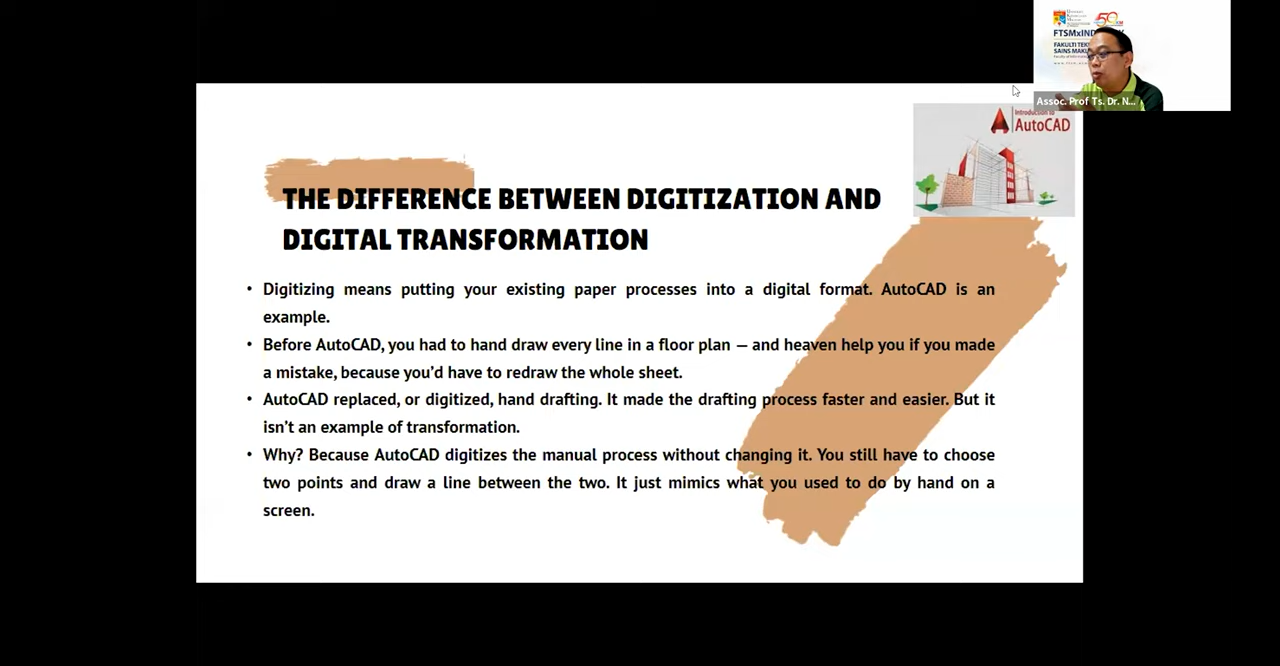 50
FTSMxIND
FAKULTI TEK
SAINS MAKL
Assoc. Prof Ts. Dr. N...
Introduction to
AutoCAD
THE DIFFERENCE BETWEEN DIGITIZATION AND
DIGITAL TRANSFORMATION
• Digitizing means putting your existing paper processes into a digital format. AutoCAD is an
example.
• Before AutoCAD, you had to hand draw every line in a floor plan — and heaven help you if you made
a mistake, because you’d have to redraw the whole sheet.
• AutoCAD replaced, or digitized, hand drafting. It made the drafting process faster and easier. But it
isn’t an example of transformation.
• Why? Because AutoCAD digitizes the manual process without changing it. You still have to choose
two points and draw a line between the two. It just mimics what you used to do by hand on a
screen.